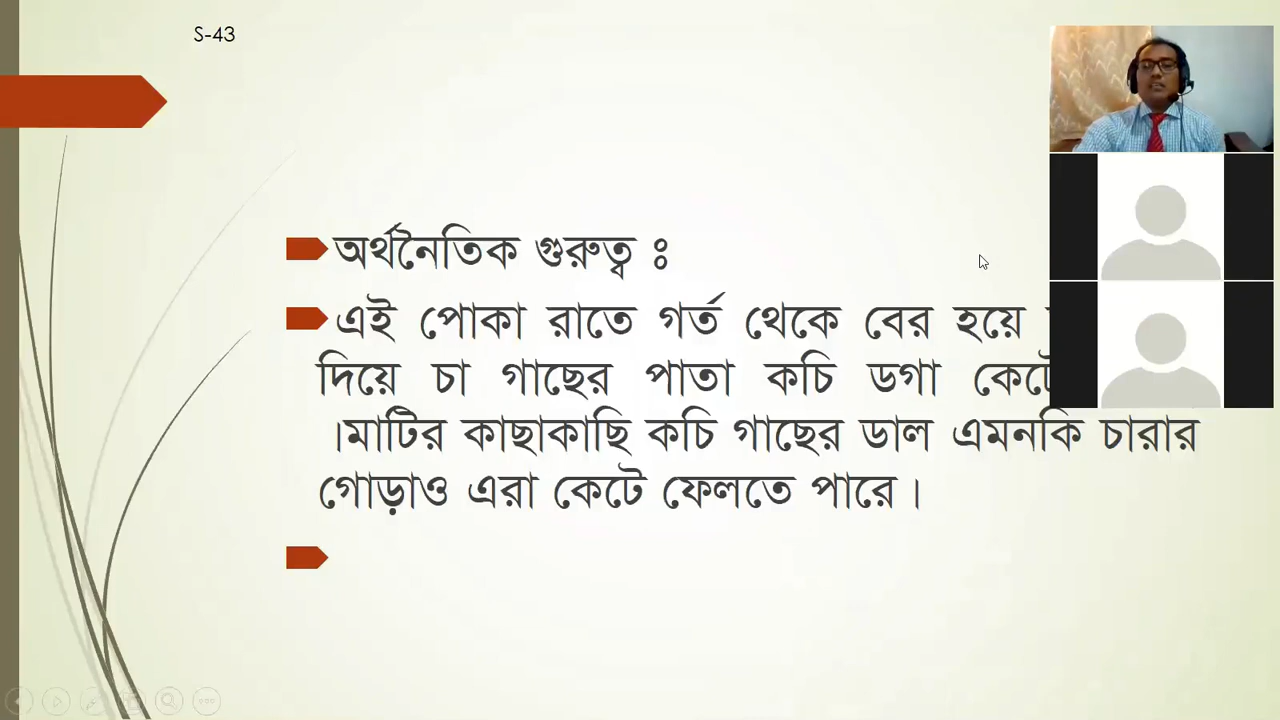 S-43
অর্থনৈতিক গুরুত্ব ঃ
এই পোকা রাতে গর্ত থেকে বের হয়ে
দিয়ে চা গাছের পাতা কচি ডগা
।মাটির কাছাকাছি কচি গাছের ডাল এমনকি চারার
গোড়াও এরা কেটে ফেলতে পারে।